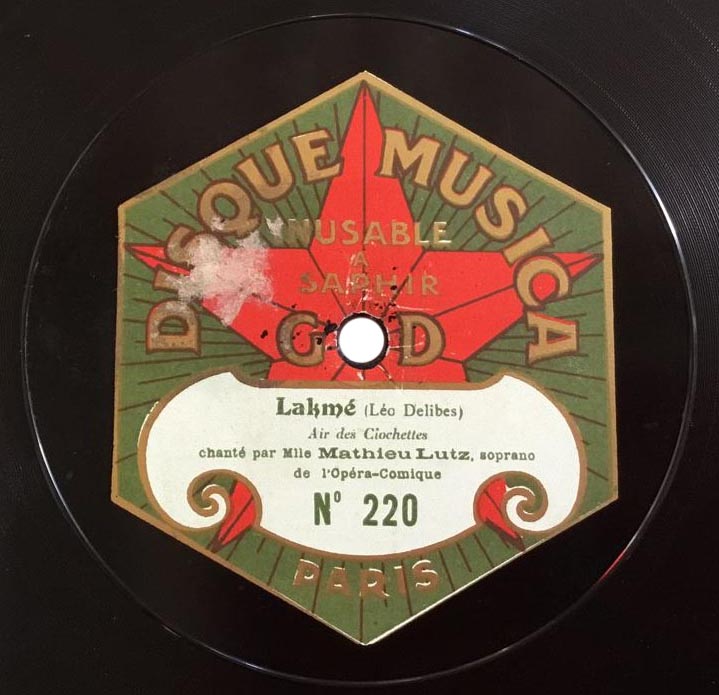 DISQUE MUSICA
INUSABLE
A
SAPHIR
G D
Lakmé (Léo Delibes)
Air des Clochettes
chanté par Mlle Mathieu Lutz, soprano
de l'Opéra-Comique
N° 220
PARIS